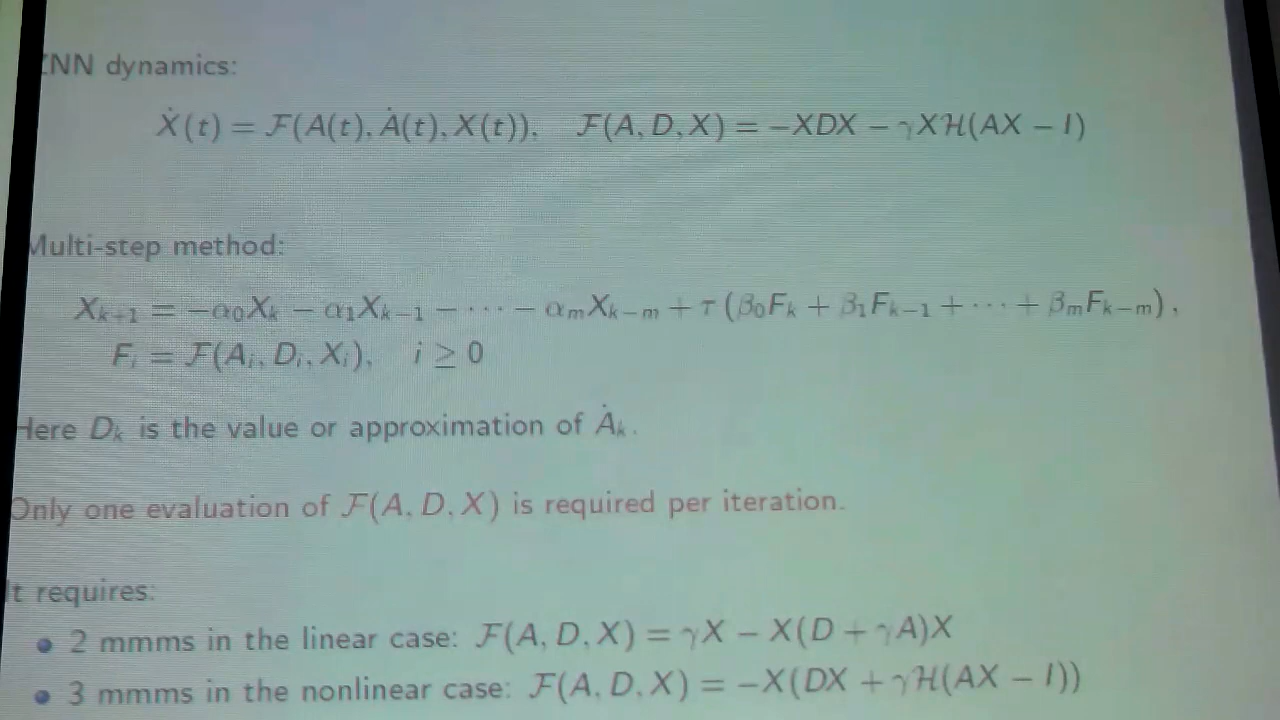 ZNN dynamics:
Ẋ(t) = ℱ(A(t), Ȧ(t), X(t)), ℱ(A, D, X) = −XDX − γXℋ(AX − I)
Multi-step method:
X_{k+1} = −α₀X_k − α₁X_{k−1} − ⋯ − α_mX_{k−m} + τ (β₀F_k + β₁F_{k−1} + ⋯ + β_mF_{k−m}) ,
F_i = ℱ(A_i, D_i, X_i), i ≥ 0
Here D_k is the value or approximation of Ȧ_k.
Only one evaluation of ℱ(A, D, X) is required per iteration.
It requires:
• 2 mmms in the linear case: ℱ(A, D, X) = γX − X(D + γA)X
• 3 mmms in the nonlinear case: ℱ(A, D, X) = −X(DX + γℋ(AX − I))